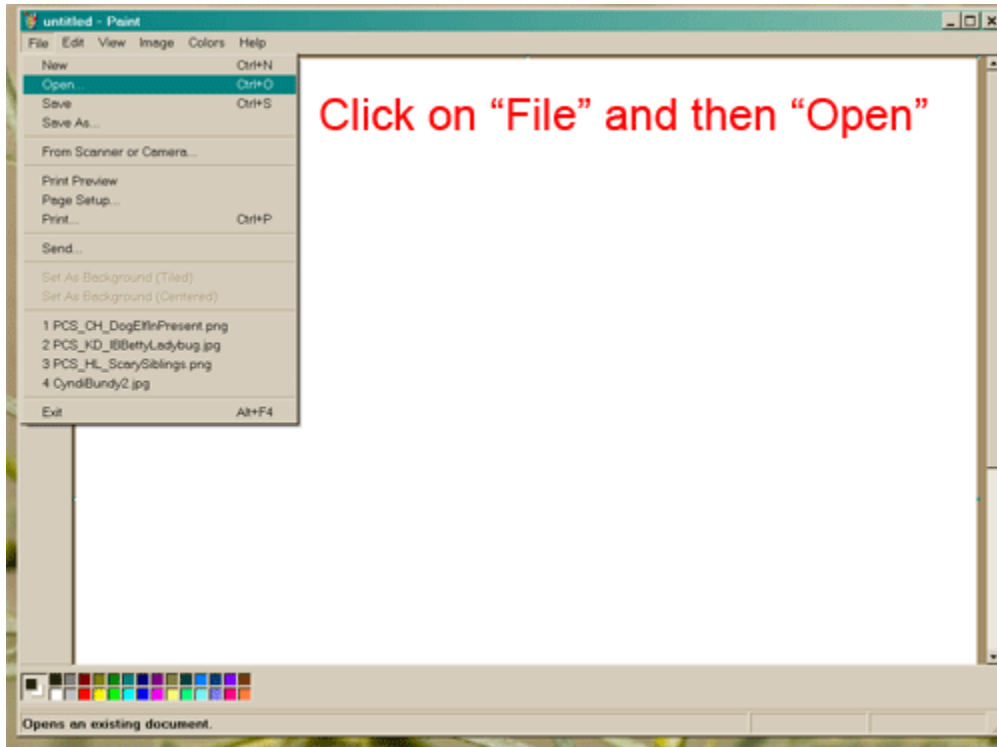 untitled - Paint
File Edit View Image Colors Help
New Ctrl+N
Open... Ctrl+O
Save Ctrl+S
Save As...
From Scanner or Camera...
Print Preview
Page Setup...
Print... Ctrl+P
Send...
Set As Background (Tiled)
Set As Background (Centered)
1 PCS_CH_DogElfInPresent.png
2 PCS_KD_IBBettyLadybug.jpg
3 PCS_HL_ScarySiblings.png
4 CyndiBundy2.jpg
Exit Alt+F4
Click on “File” and then “Open”
Opens an existing document.